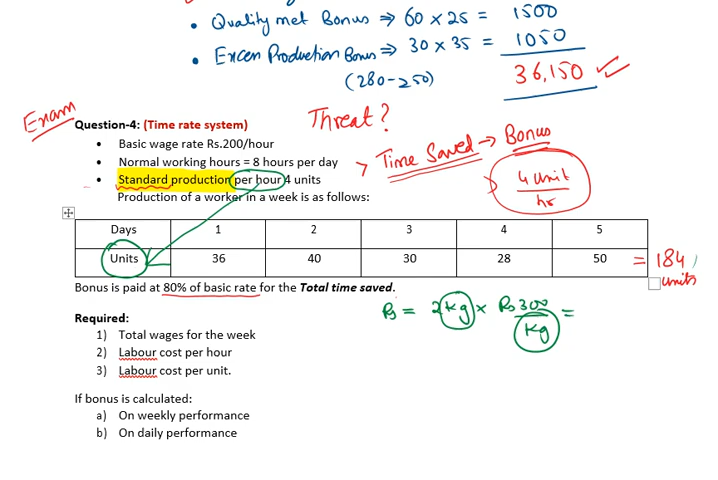 • Quality met Bonus ⇒ 60 × 25 = 1500
• Excen Production Bonus ⇒ 30 × 35 = 1050
(280-250)
36,150 ✓
Exam
Threat?
Question-4: (Time rate system)
• Basic wage rate Rs.200/hour
• Normal working hours = 8 hours per day
• Standard production per hour 4 units
Production of a worker in a week is as follows:
> Time Saved → Bonus
4 unit
hr
Days 1 2 3 4 5
Units 36 40 30 28 50 = 184 units
Bonus is paid at 80% of basic rate for the Total time saved.
Rs = 2kg × Rs 300 =
Kg
Required:
1) Total wages for the week
2) Labour cost per hour
3) Labour cost per unit.
If bonus is calculated:
a) On weekly performance
b) On daily performance